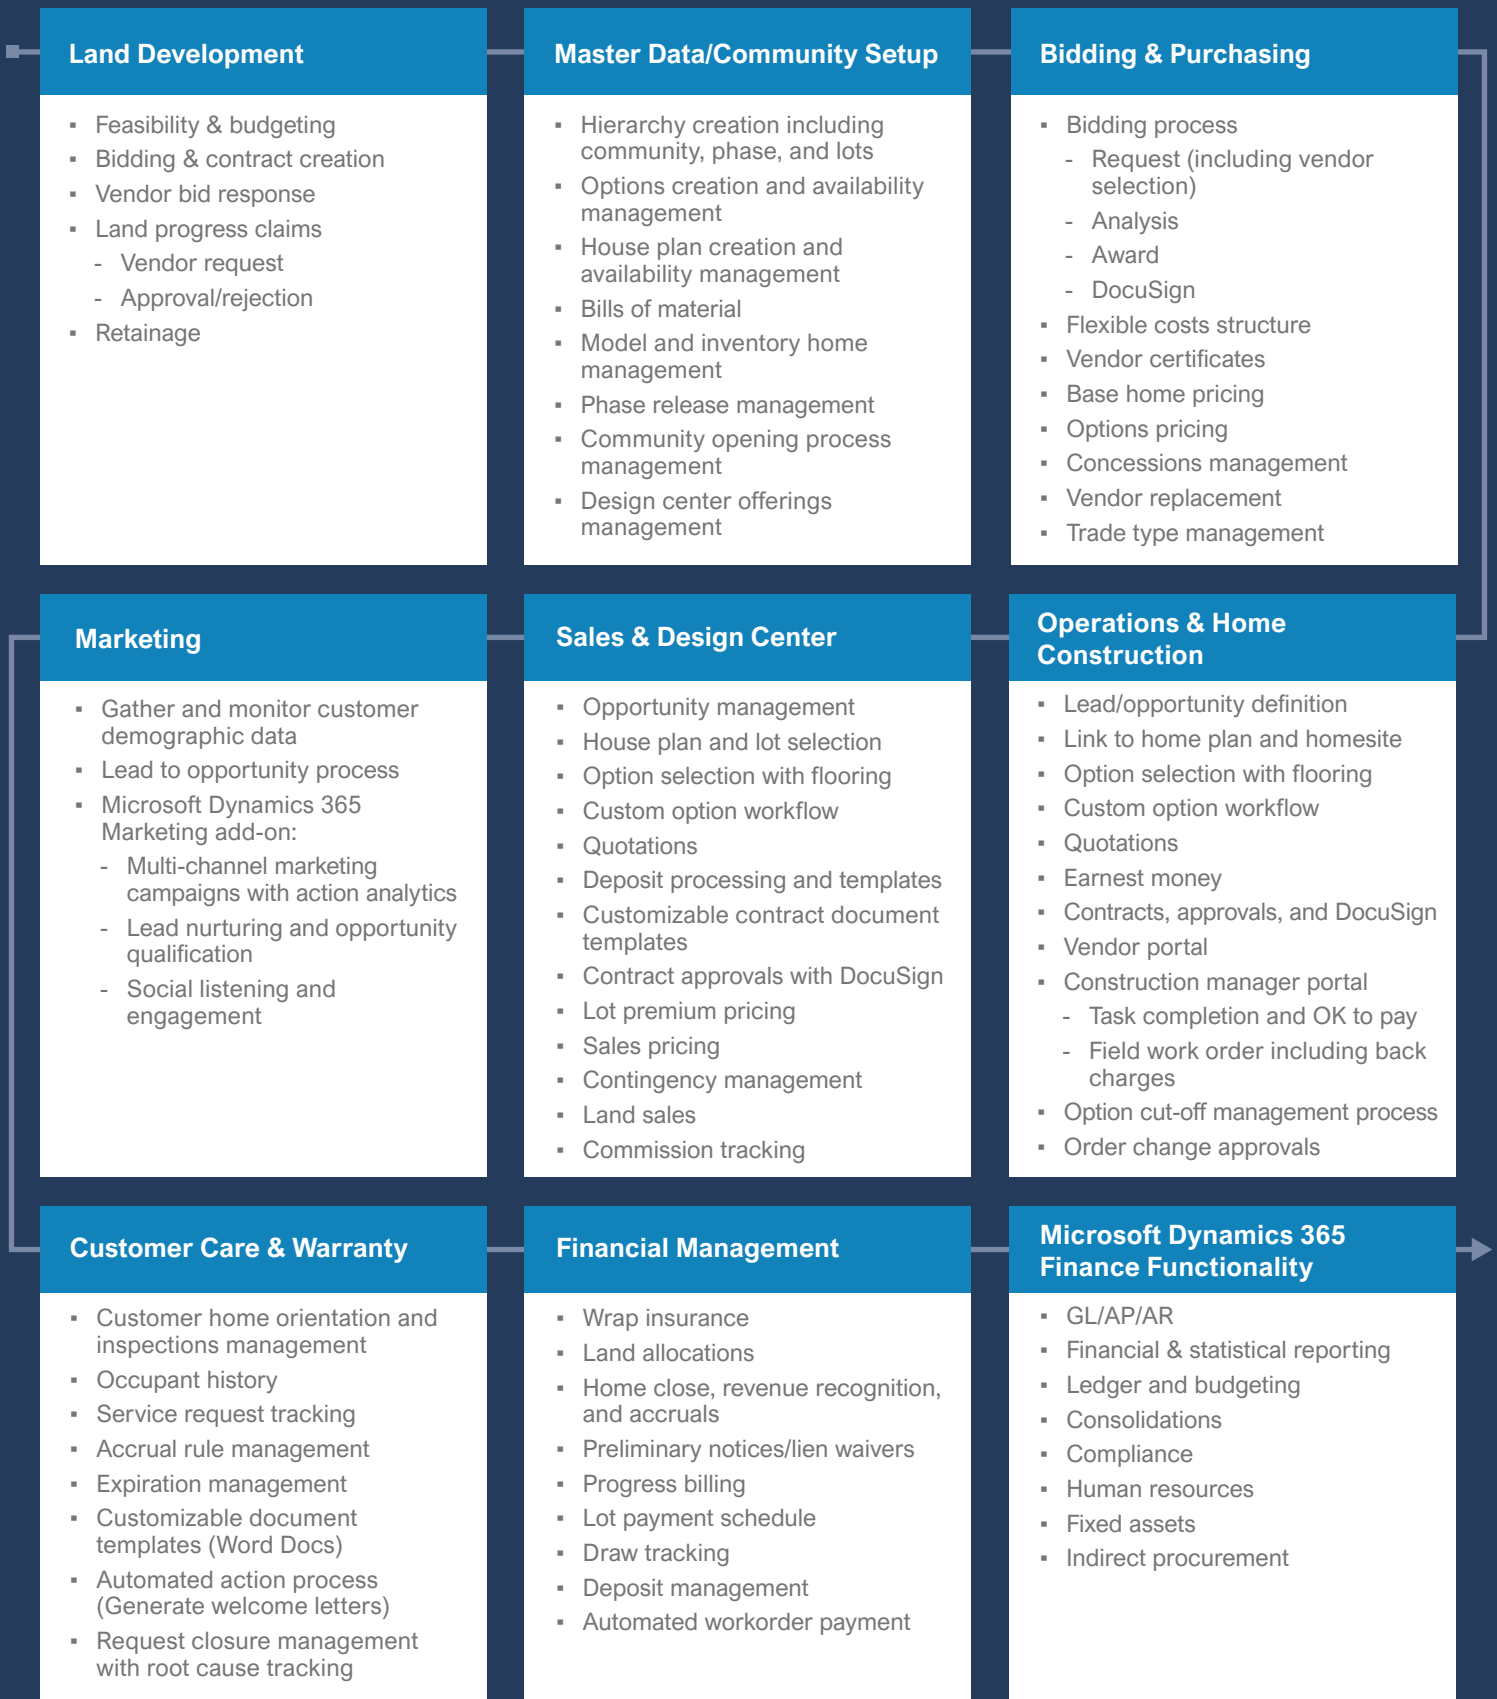 Land Development
▪ Feasibility & budgeting
▪ Bidding & contract creation
▪ Vendor bid response
▪ Land progress claims
- Vendor request
- Approval/rejection
▪ Retainage
Master Data/Community Setup
▪ Hierarchy creation including
community, phase, and lots
▪ Options creation and availability
management
▪ House plan creation and
availability management
▪ Bills of material
▪ Model and inventory home
management
▪ Phase release management
▪ Community opening process
management
▪ Design center offerings
management
Bidding & Purchasing
▪ Bidding process
- Request (including vendor
selection)
- Analysis
- Award
- DocuSign
▪ Flexible costs structure
▪ Vendor certificates
▪ Base home pricing
▪ Options pricing
▪ Concessions management
▪ Vendor replacement
▪ Trade type management
Marketing
▪ Gather and monitor customer
demographic data
▪ Lead to opportunity process
▪ Microsoft Dynamics 365
Marketing add-on:
- Multi-channel marketing
campaigns with action analytics
- Lead nurturing and opportunity
qualification
- Social listening and
engagement
Sales & Design Center
▪ Opportunity management
▪ House plan and lot selection
▪ Option selection with flooring
▪ Custom option workflow
▪ Quotations
▪ Deposit processing and templates
▪ Customizable contract document
templates
▪ Contract approvals with DocuSign
▪ Lot premium pricing
▪ Sales pricing
▪ Contingency management
▪ Land sales
▪ Commission tracking
Operations & Home
Construction
▪ Lead/opportunity definition
▪ Link to home plan and homesite
▪ Option selection with flooring
▪ Custom option workflow
▪ Quotations
▪ Earnest money
▪ Contracts, approvals, and DocuSign
▪ Vendor portal
▪ Construction manager portal
- Task completion and OK to pay
- Field work order including back
charges
▪ Option cut-off management process
▪ Order change approvals
Customer Care & Warranty
▪ Customer home orientation and
inspections management
▪ Occupant history
▪ Service request tracking
▪ Accrual rule management
▪ Expiration management
▪ Customizable document
templates (Word Docs)
▪ Automated action process
(Generate welcome letters)
▪ Request closure management
with root cause tracking
Financial Management
▪ Wrap insurance
▪ Land allocations
▪ Home close, revenue recognition,
and accruals
▪ Preliminary notices/lien waivers
▪ Progress billing
▪ Lot payment schedule
▪ Draw tracking
▪ Deposit management
▪ Automated workorder payment
Microsoft Dynamics 365
Finance Functionality
▪ GL/AP/AR
▪ Financial & statistical reporting
▪ Ledger and budgeting
▪ Consolidations
▪ Compliance
▪ Human resources
▪ Fixed assets
▪ Indirect procurement